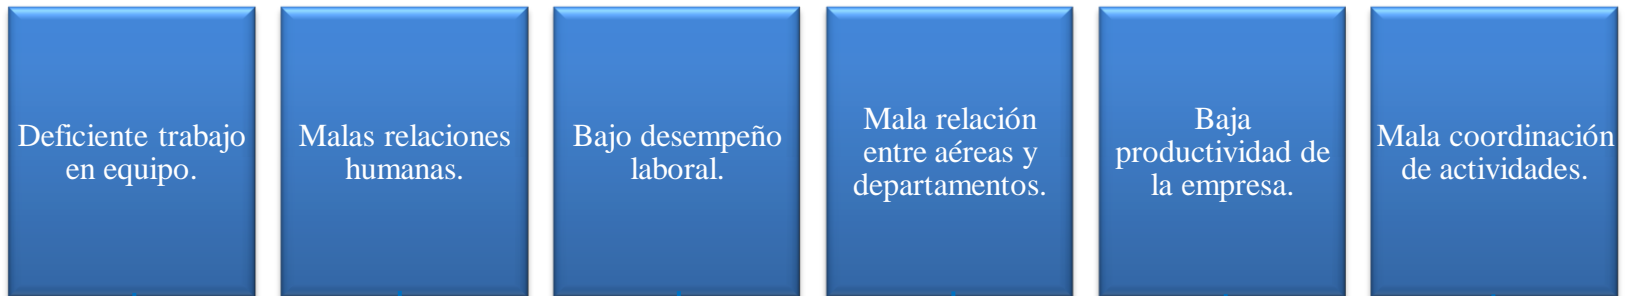 Deficiente trabajo
en equipo.
Malas relaciones
humanas.
Bajo desempeño
laboral.
Mala relación
entre aéreas y
departamentos.
Baja
productividad de
la empresa.
Mala coordinación
de actividades.